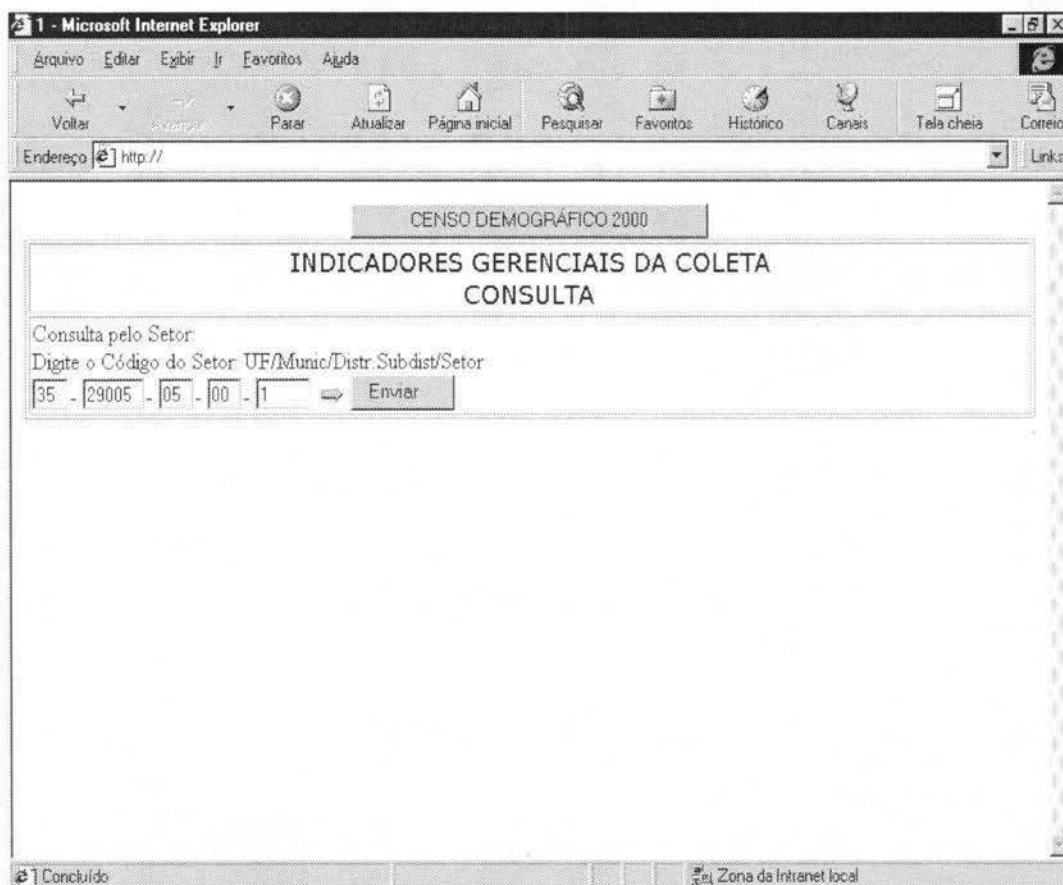 1 - Microsoft Internet Explorer
Arquivo Editar Exibir Ir Favoritos Ajuda
Voltar Avançar Parar Atualizar Página inicial Pesquisar Favoritos Histórico Canais Tela cheia Correio
Endereço http:// Links
CENSO DEMOGRÁFICO 2000
INDICADORES GERENCIAIS DA COLETA
CONSULTA
Consulta pelo Setor:
Digite o Código do Setor: UF/Munic/Distr.Subdist/Setor
35 - 29005 - 05 - 00 - 1 ⇨ Enviar
Concluído Zona da Intranet local